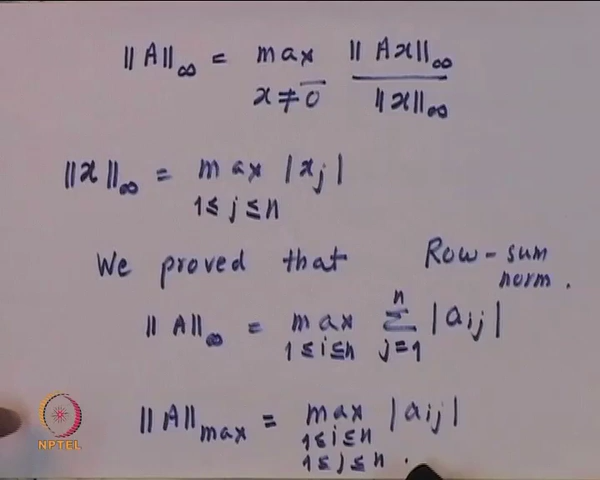 ‖A‖∞ = max ‖Ax‖∞
x ≠ 0̄ ‖x‖∞
‖x‖∞ = max |xj|
1 ≤ j ≤ n
We proved that Row-sum norm.
‖A‖∞ = max Σ |aij|
1≤i≤n j=1 n
‖A‖max = max |aij|
1≤i≤n
1≤j≤n .
NPTEL